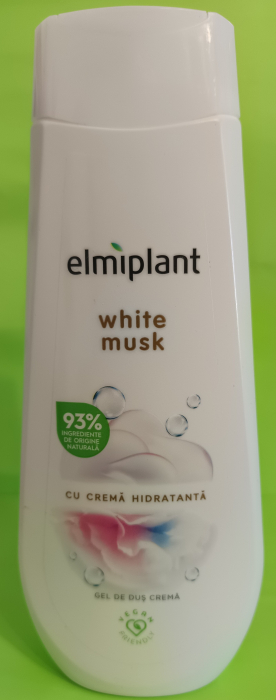 elmiplant
white
musk
93%
INGREDIENTE
DE ORIGINE
NATURALĂ
CU CREMĂ HIDRATANTĂ
GEL DE DUȘ CREMĂ
VEGAN
FRIENDLY